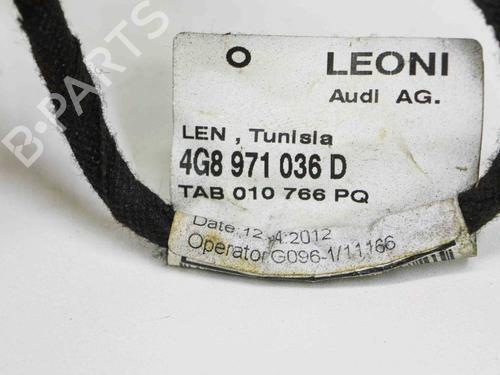 B-PARTS
O LEONI
Audi AG.
LEN , Tunisia
4G8 971 036 D
TAB 010 766 PQ
Date:12.4.2012
Operator G096-1/11166